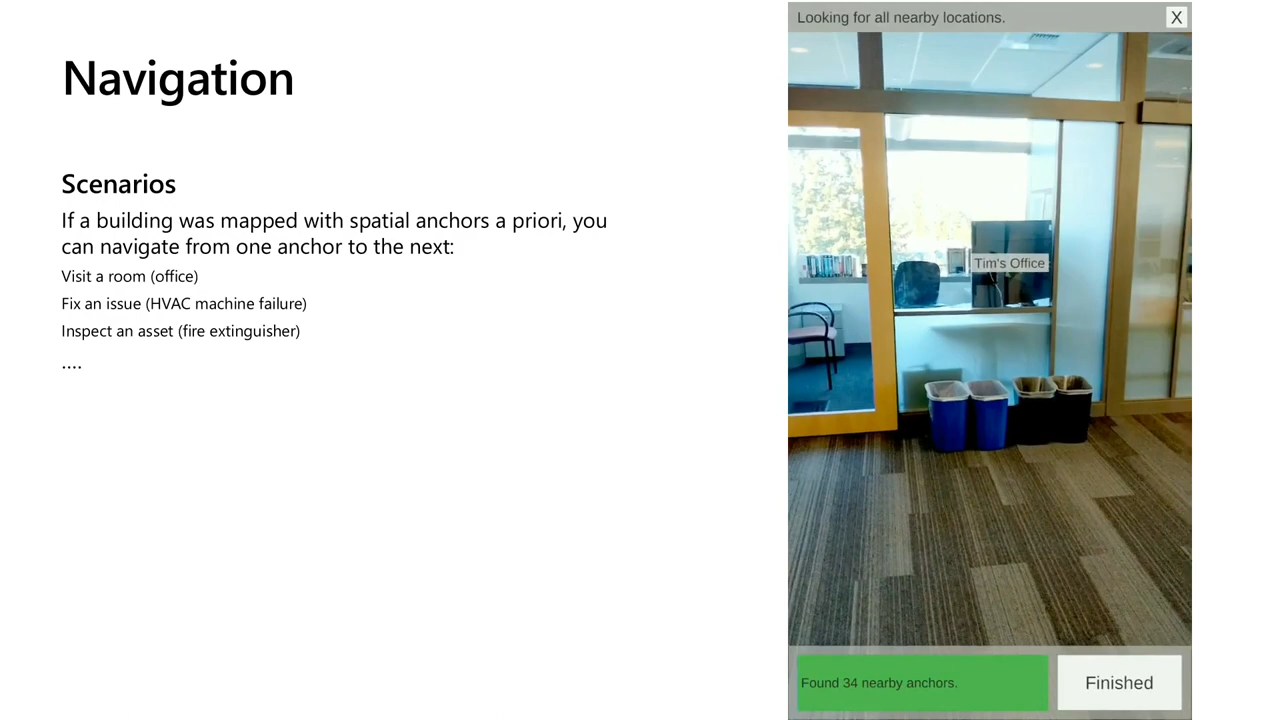 Navigation
Scenarios
If a building was mapped with spatial anchors a priori, you
can navigate from one anchor to the next:
Visit a room (office)
Fix an issue (HVAC machine failure)
Inspect an asset (fire extinguisher)
....
Looking for all nearby locations.
X
Tim's Office
Found 34 nearby anchors.
Finished